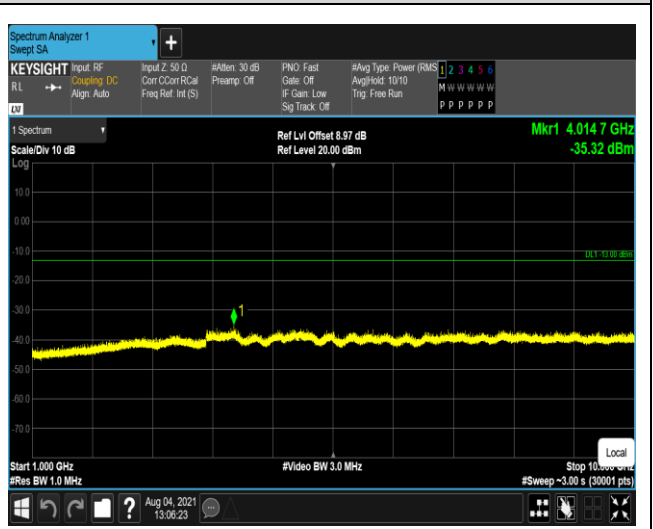 Spectrum Analyzer 1
Swept SA
+
KEYSIGHT Input: RF Input Z: 50 Ω #Atten: 30 dB PNO: Fast #Avg Type: Power (RMS 1 2 3 4 5 6
RL Coupling: DC Corr CCorr RCal Preamp: Off Gate: Off Avg|Hold: 10/10 M W W W W W
Align: Auto Freq Ref: Int (S) IF Gain: Low Trig: Free Run
LXI Sig Track: Off P P P P P P
1 Spectrum
Ref Lvl Offset 8.97 dB Mkr1 4.014 7 GHz
Scale/Div 10 dB Ref Level 20.00 dBm -35.32 dBm
Log
10.0
0.00
-10.0
DL1 -13.00 dBm
-20.0
-30.0
1
-40.0
-50.0
-60.0
-70.0
Local
Start 1.000 GHz #Video BW 3.0 MHz Stop 10.000 GHz
#Res BW 1.0 MHz #Sweep ~3.00 s (30001 pts)
? Aug 04, 2021
13:06:23